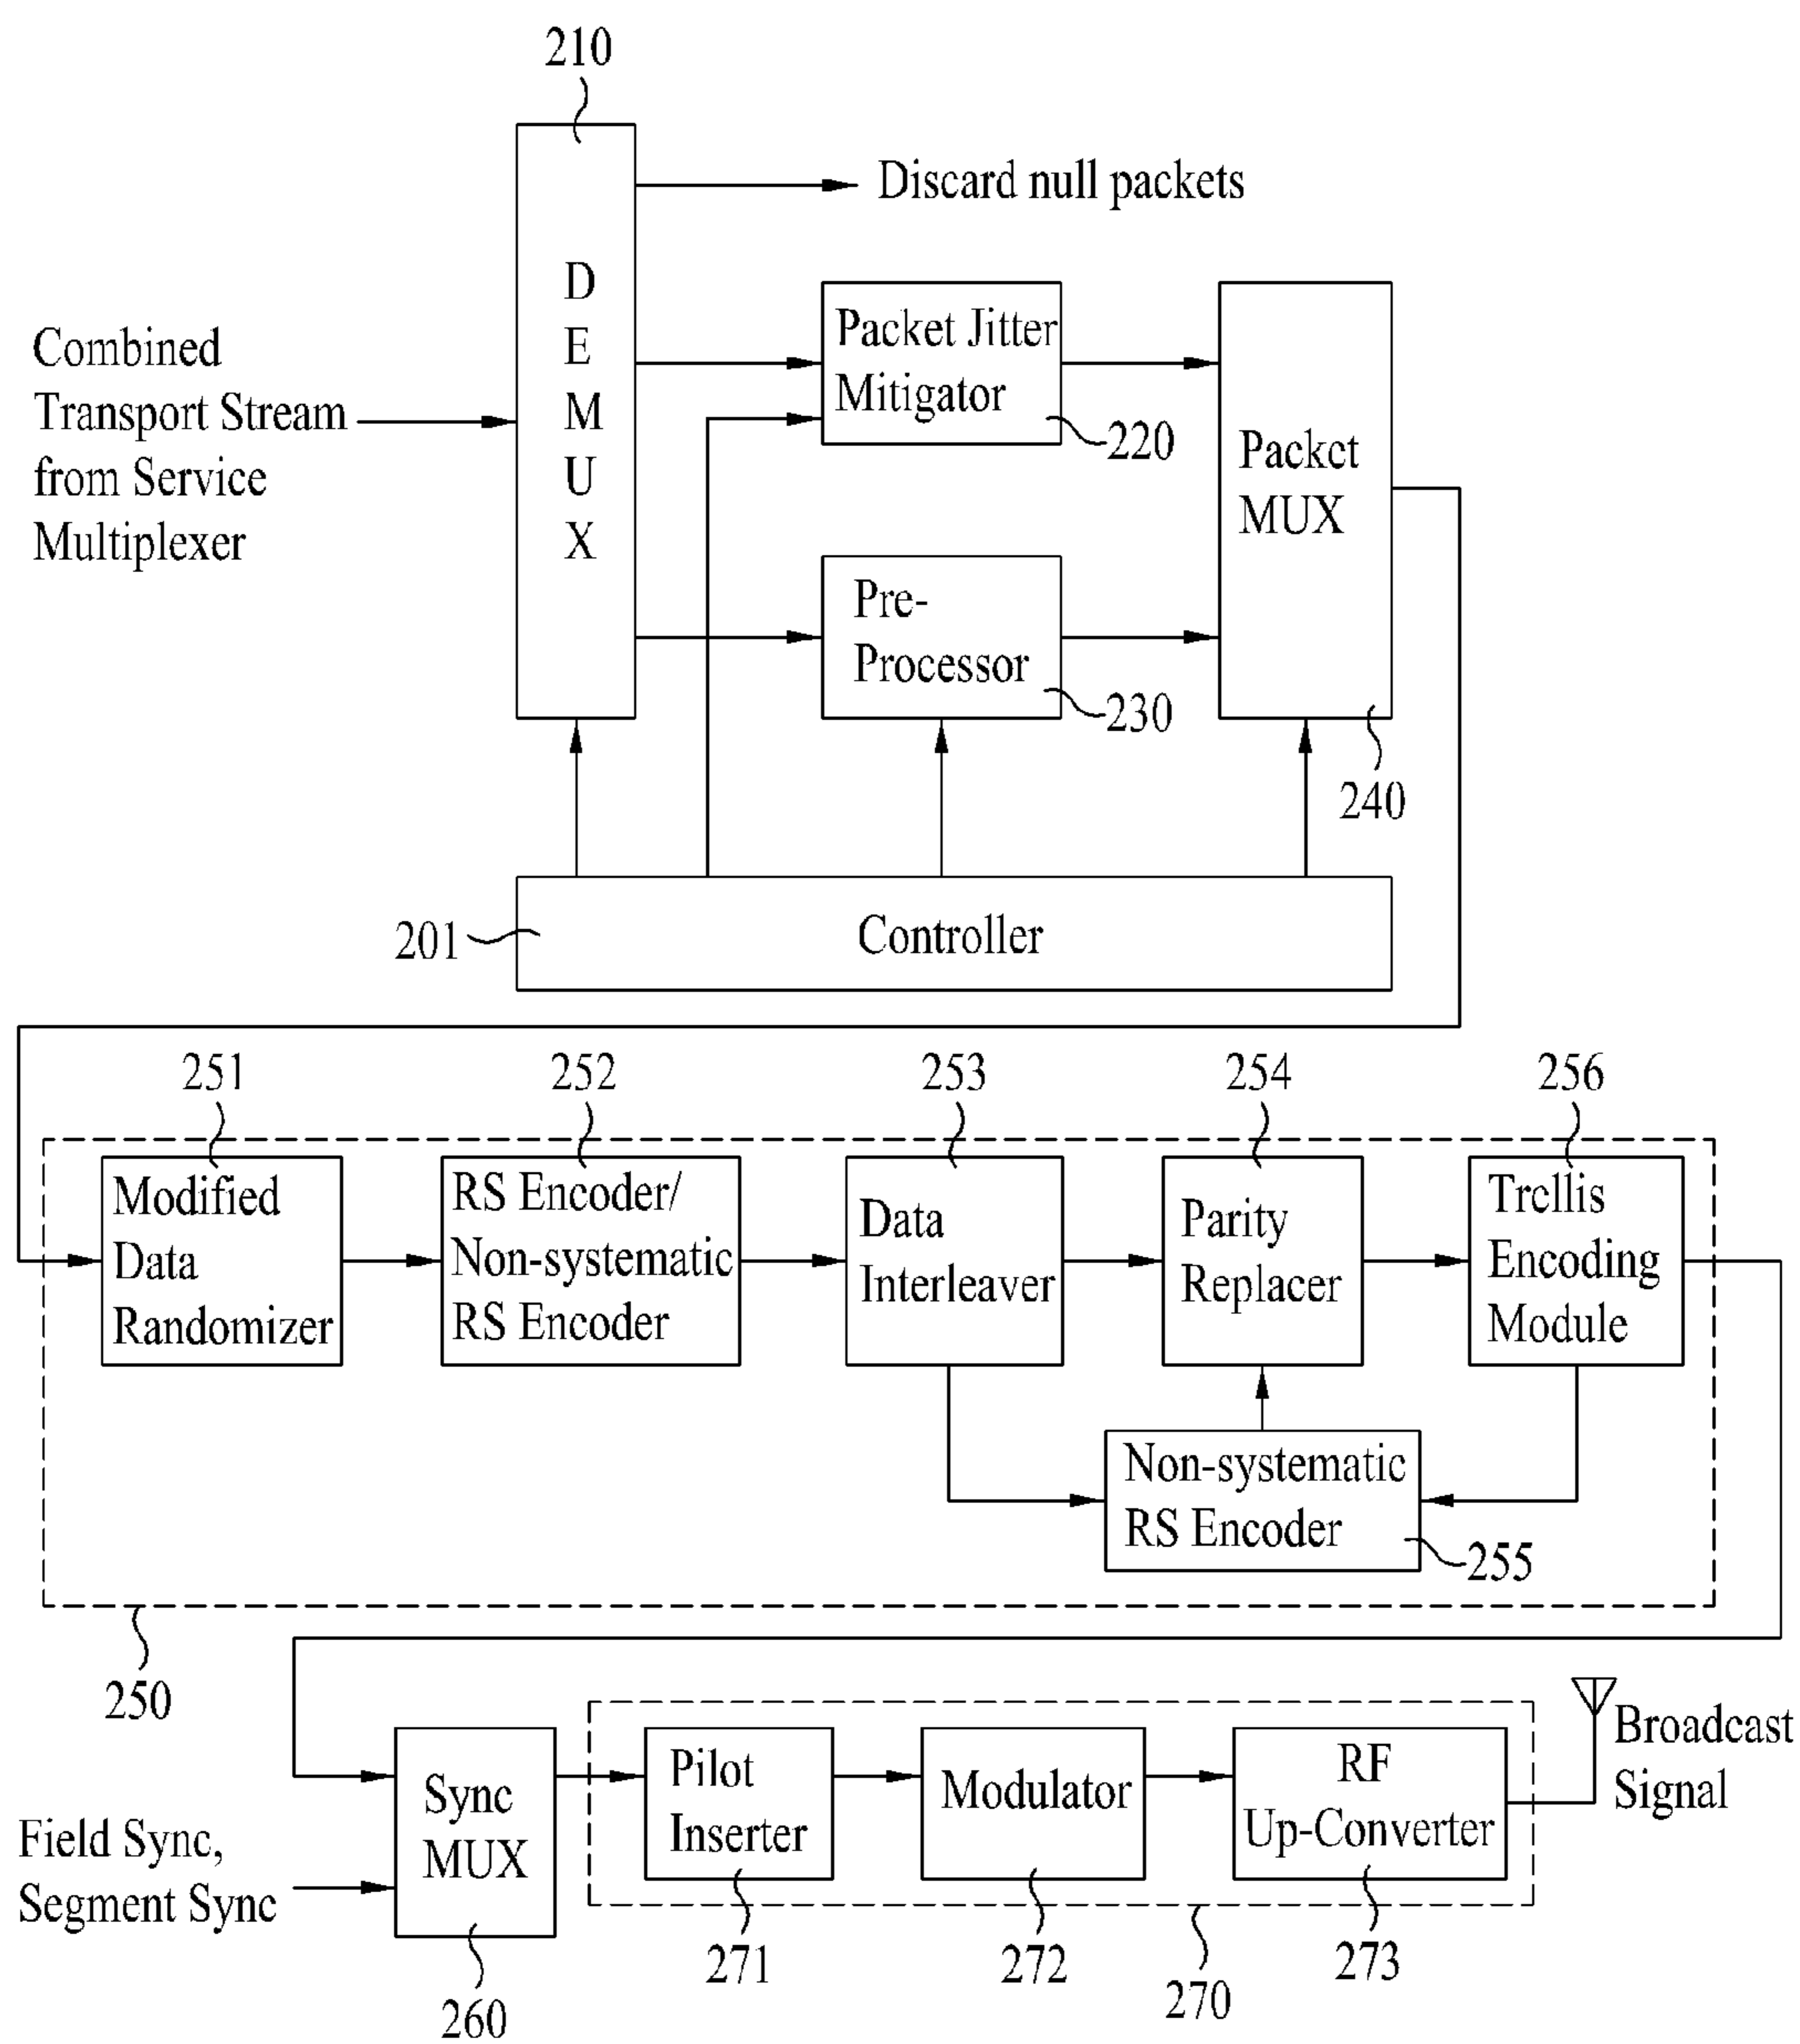 210
Discard null packets
D
E
M
U
X
Combined
Transport Stream
from Service
Multiplexer
Packet Jitter
Mitigator
220
Packet
MUX
Pre-
Processor
230
240
201
Controller
251
252
253
254
256
Modified
Data
Randomizer
RS Encoder/
Non-systematic
RS Encoder
Data
Interleaver
Parity
Replacer
Trellis
Encoding
Module
Non-systematic
RS Encoder
255
250
Sync
MUX
Pilot
Inserter
Modulator
RF
Up-Converter
Broadcast
Signal
Field Sync,
Segment Sync
260
271
272
270
273